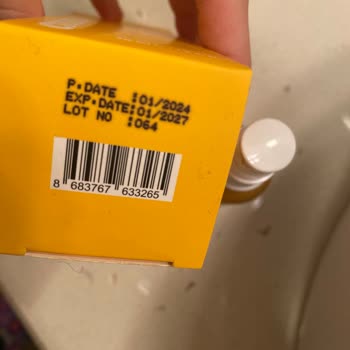 P.DATE :01/2024
EXP.DATE:01/2027
LOT NO :064
8 683767 633265